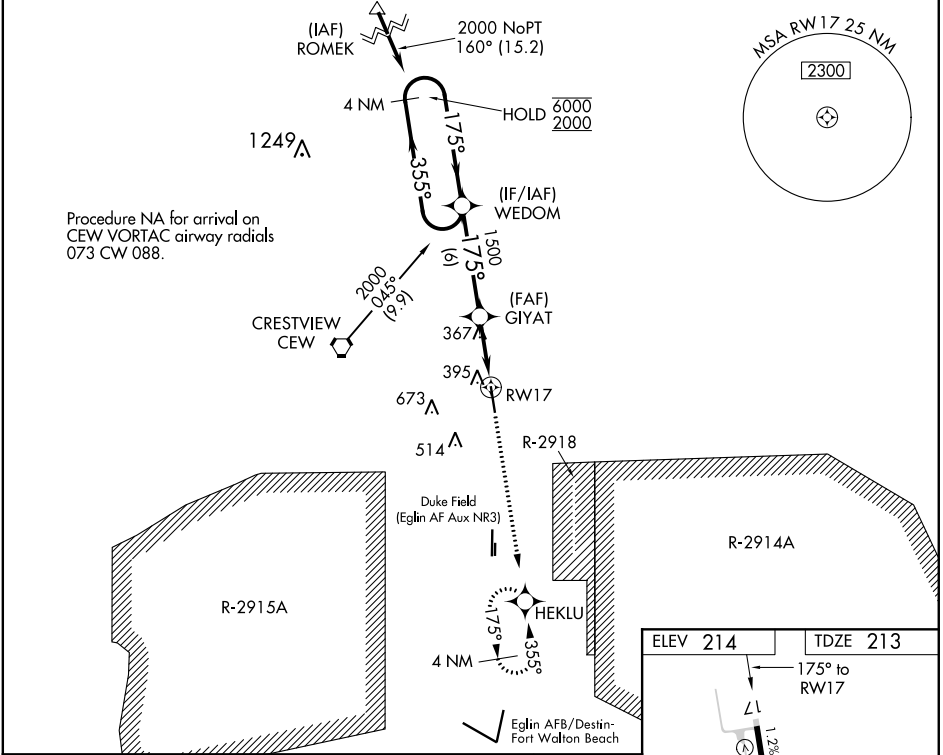 (IAF)
ROMEK
2000 NoPT
160° (15.2)
MSA RW17 25 NM
2300
4 NM
HOLD
6000
2000
1249
175°
355°
(IF/IAF)
WEDOM
Procedure NA for arrival on
CEW VORTAC airway radials
073 CW 088.
1500
175°
(6)
2000
045°
(9.9)
CRESTVIEW
CEW
(FAF)
GIYAT
367
395
RW17
673
514
R-2918
Duke Field
(Eglin AF Aux NR3)
R-2914A
R-2915A
HEKLU
175°
355°
4 NM
Eglin AFB/Destin-
Fort Walton Beach
ELEV 214
TDZE 213
175° to
RW17
17
1.2%